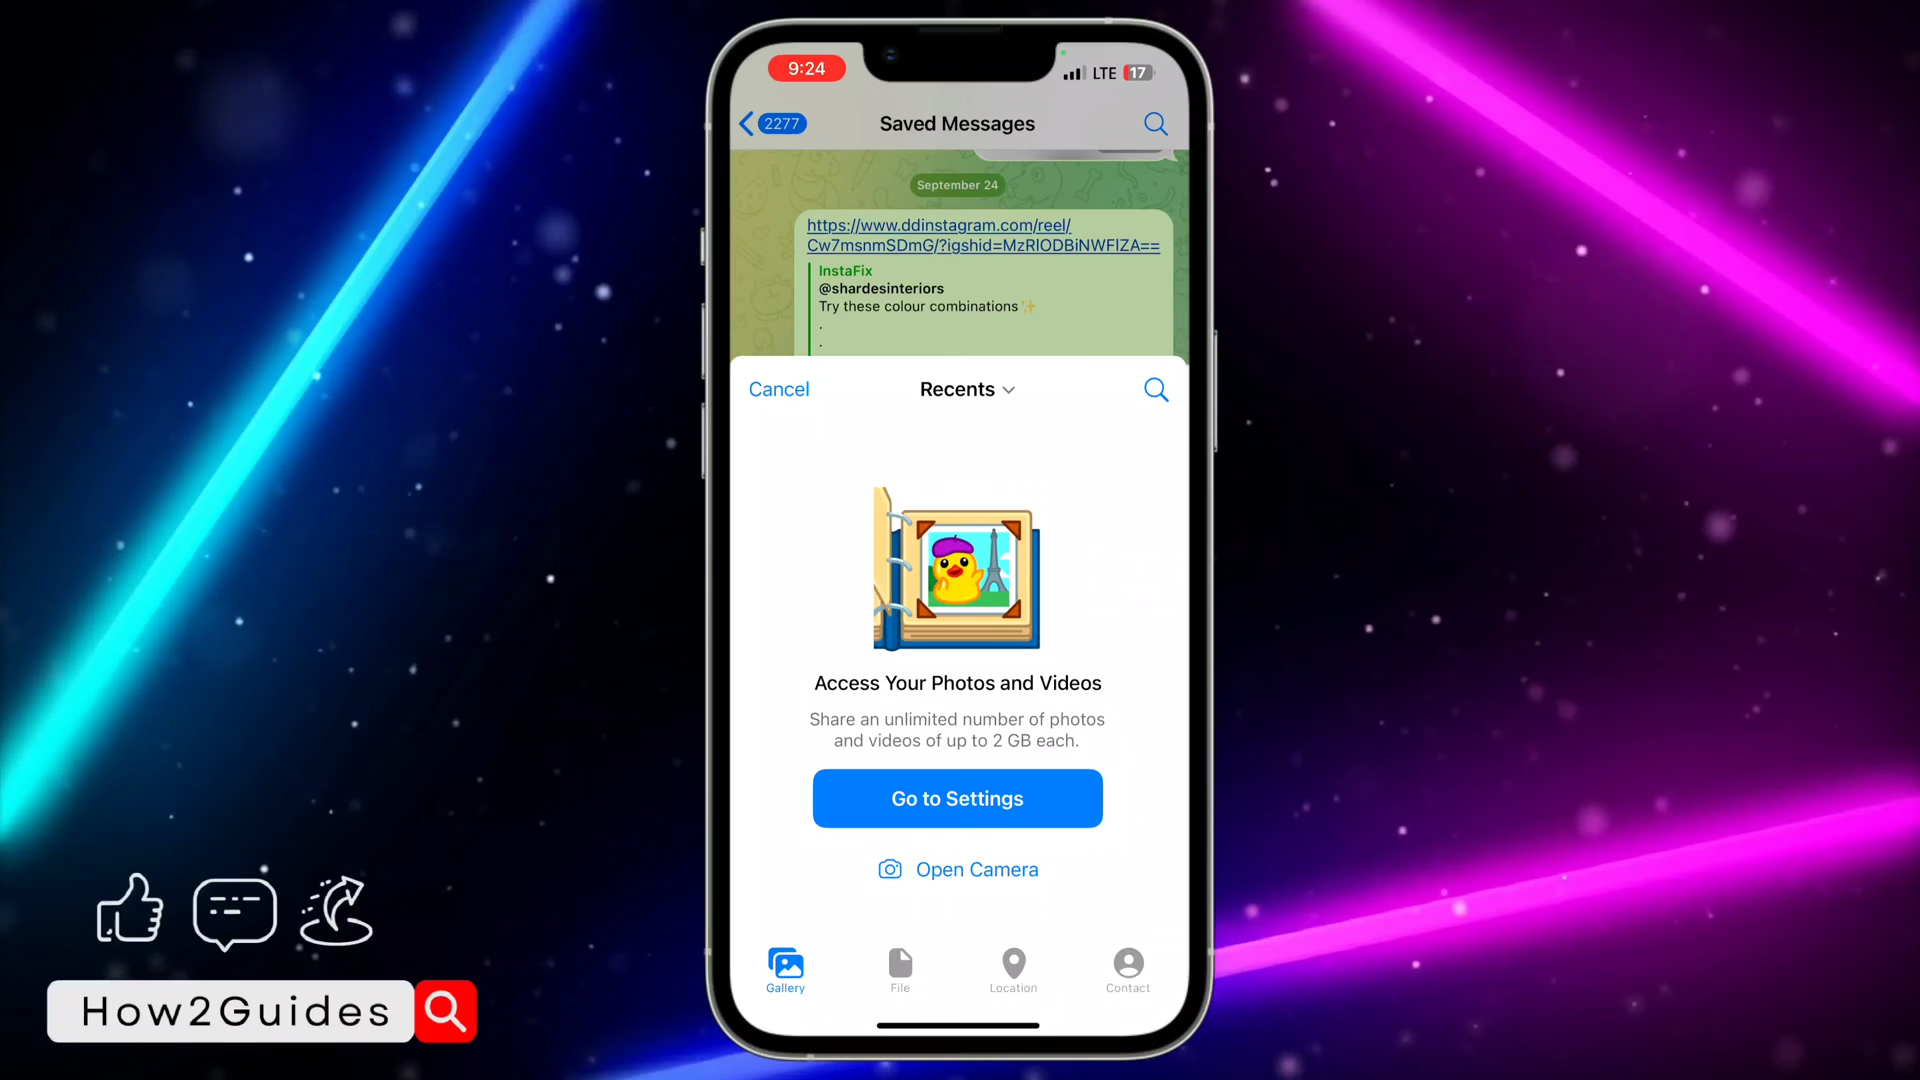 9:24
LTE 17
2277
Saved Messages
September 24
https://www.ddinstagram.com/reel/
Cw7msnmSDmG/?igshid=MzRlODBiNWFlZA==
InstaFix
@shardesinteriors
Try these colour combinations✨
.
.
Cancel
Recents
Access Your Photos and Videos
Share an unlimited number of photos
and videos of up to 2 GB each.
Go to Settings
Open Camera
Gallery
File
Location
Contact
How2Guides